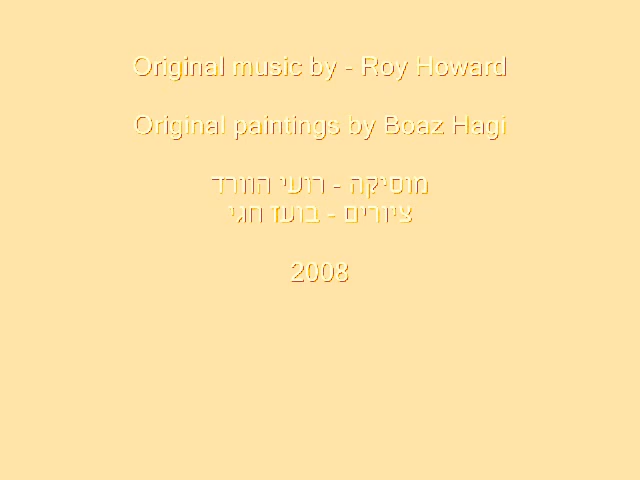 Original music by - Roy Howard
Original paintings by Boaz Hagi
מוסיקה - רועי הוורד
ציורים - בועז חגי
2008